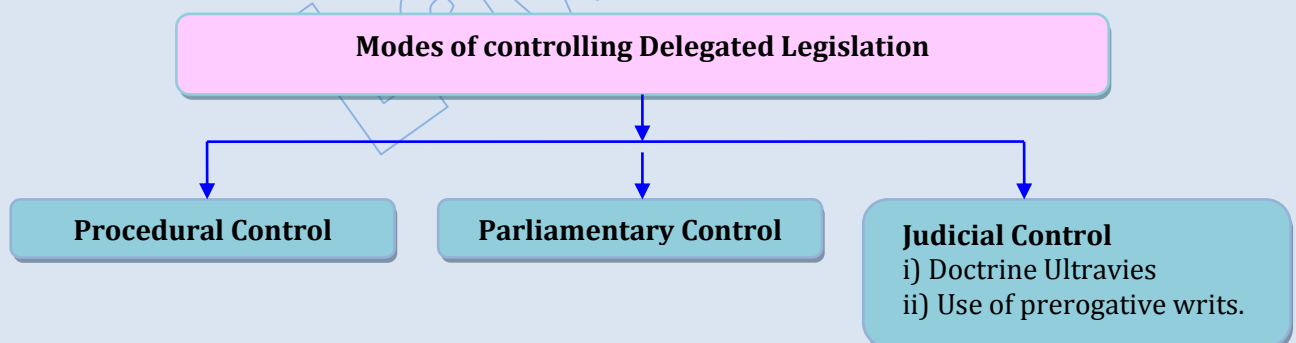 Modes of controlling Delegated Legislation
Procedural Control
Parliamentary Control
Judicial Control
i) Doctrine Ultravies
ii) Use of prerogative writs.